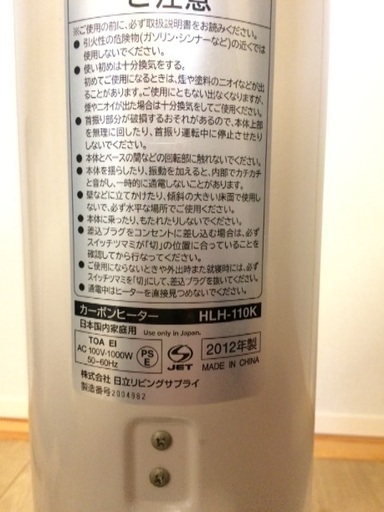 ご注意
※ご使用の前に、必ず取扱説明書をお読みください。
● 引火性の危険物(ガソリン・シンナーなど)の近くでは
使用しないでください。
● 使い初めは十分換気をする。
初めてご使用になるときは、煙や塗料のニオイなどが出
ることがあります。ご使用にともない出なくなりますが、
煙やニオイが出た場合は十分換気をしてご使用ください。
● 首振り部分が破損するおそれがあるので、本体上部
を無理に回したり、首振り運転中に停止させたり
しないでください。
● 本体とベースの間などの回転部に触れないでください。
● 本体を揺らしたり、振動を加えると、内部でカチカチ
と音がし、一時的に通電しないことがあります。
● 壁などに立てかけたり、傾斜の大きい床面で使用し
ないで、必ず水平な場所でご使用ください。
● 本体に乗ったり、もたれたりしないでください。
● 差込プラグをコンセントに差し込む場合は、必ず
スイッチツマミが「切」の位置に合っていることを
確認してから行なってください。
● ご使用にならないときや外出時また就寝時には、必ず
スイッチツマミを「切」にして、差込プラグを抜いてください。
● 通電中はヒーターを直接見つめないでください。
カーボンヒーター HLH-110K
日本国内家庭用 Use only in Japan.
TOA EI
AC 100V-1000W
50-60Hz
PS
E
JET
2012年製
MADE IN CHINA
株式会社 日立リビングサプライ
製造番号2004982